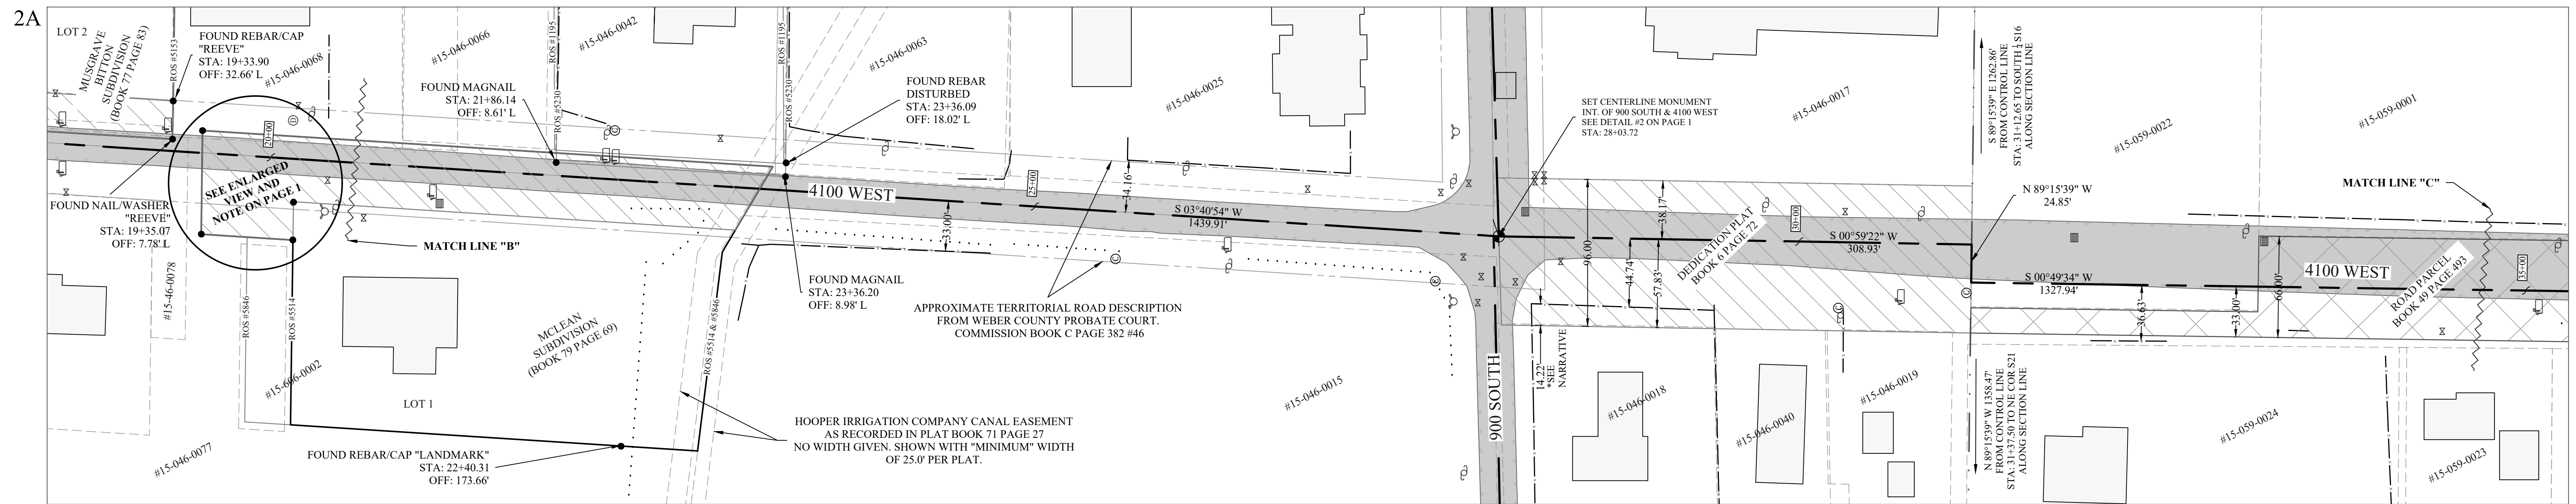 2A
LOT 2
MUSGRAVE
BITTON
SUBDIVISION
(BOOK 77 PAGE 83)
ROS #5153
FOUND REBAR/CAP
"REEVE"
STA: 19+33.90
OFF: 32.66' L
#15-046-0068
#15-046-0066
ROS #1195
ROS #5230
#15-046-0042
FOUND MAGNAIL
STA: 21+86.14
OFF: 8.61' L
ROS #1195
ROS #5230
#15-046-0063
FOUND REBAR
DISTURBED
STA: 23+36.09
OFF: 18.02' L
#15-046-0025
SET CENTERLINE MONUMENT
INT. OF 900 SOUTH & 4100 WEST
SEE DETAIL #2 ON PAGE 1
STA: 28+03.72
#15-046-0017
S 89°15'39" E 1262.86'
FROM CONTROL LINE
STA: 31+12.65 TO SOUTH 1/4 S16
ALONG SECTION LINE
#15-059-0022
#15-059-0001
MATCH LINE "C"
20+00
SEE ENLARGED
VIEW AND
NOTE ON PAGE 1
D
C
FOUND NAIL/WASHER
"REEVE"
STA: 19+35.07
OFF: 7.78' L
MATCH LINE "B"
4100 WEST
33.00'
25+00
34.16'
S 03°40'54" W
1439.91'
C
E
96.00'
38.17'
44.74'
57.83'
DEDICATION PLAT
BOOK 6 PAGE 72
30+00
S 00°59'22" W
308.93'
N 89°15'39" W
24.85'
C
C
S 00°49'34" W
1327.94'
36.63'
33.00'
66.00'
4100 WEST
ROAD PARCEL
BOOK 49 PAGE 493
35+00
#15-46-0078
ROS #5846
ROS #5514
#15-606-0002
LOT 1
MCLEAN
SUBDIVISION
(BOOK 79 PAGE 69)
ROS #5514 & #5846
FOUND MAGNAIL
STA: 23+36.20
OFF: 8.98' L
APPROXIMATE TERRITORIAL ROAD DESCRIPTION
FROM WEBER COUNTY PROBATE COURT.
COMMISSION BOOK C PAGE 382 #46
HOOPER IRRIGATION COMPANY CANAL EASEMENT
AS RECORDED IN PLAT BOOK 71 PAGE 27
NO WIDTH GIVEN. SHOWN WITH "MINIMUM" WIDTH
OF 25.0' PER PLAT.
FOUND REBAR/CAP "LANDMARK"
STA: 22+40.31
OFF: 173.66'
#15-046-0077
#15-046-0015
900 SOUTH
14.22'
*SEE
NARRATIVE
#15-046-0018
#15-046-0040
#15-046-0019
N 89°15'39" W 1358.47'
FROM CONTROL LINE
STA: 31+37.50 TO NE COR S21
ALONG SECTION LINE
#15-059-0024
#15-059-0023